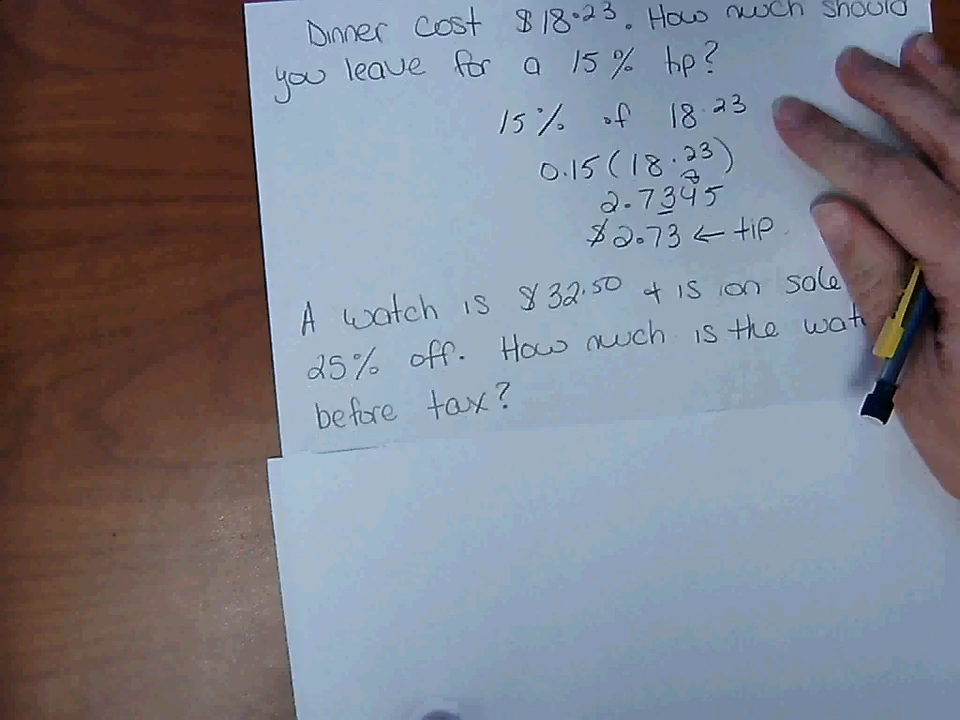 Dinner cost $18.23. How much should
you leave for a 15% tip?
15% of 18.23
0.15(18.23)
2.7345
$2.73 ← tip
A watch is $32.50 & is on sale
25% off. How much is the wat
before tax?